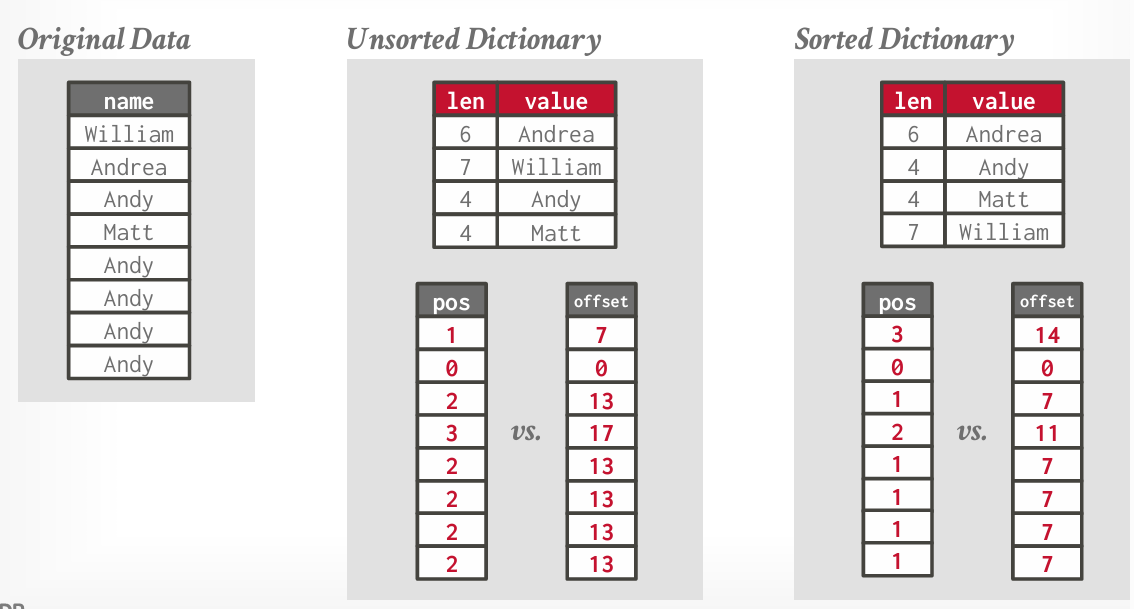 Original Data
name
William
Andrea
Andy
Matt
Andy
Andy
Andy
Andy
Unsorted Dictionary
len value
6 Andrea
7 William
4 Andy
4 Matt
pos offset
1 7
0 0
2 13
3 17
vs.
2 13
2 13
2 13
2 13
Sorted Dictionary
len value
6 Andrea
4 Andy
4 Matt
7 William
pos offset
3 14
0 0
1 7
2 11
vs.
1 7
1 7
1 7
1 7